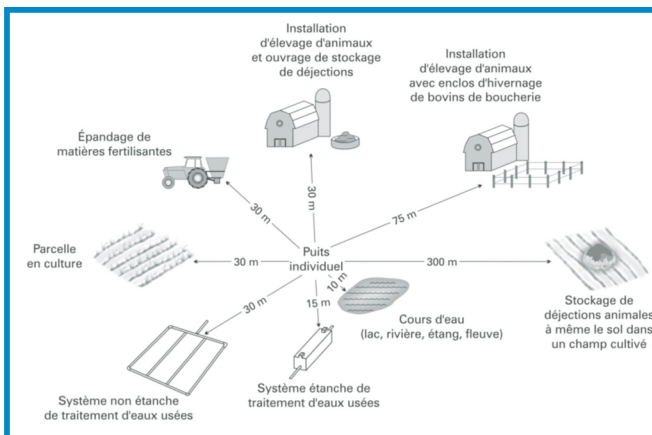 Installation
d'élevage d'animaux
et ouvrage de stockage
de déjections
Installation
d'élevage d'animaux
avec enclos d'hivernage
de bovins de boucherie
Épandage de
matières fertilisantes
30 m
30 m
75 m
Parcelle
en culture
30 m
Puits
individuel
300 m
30 m
15 m
10 m
Cours d'eau
(lac, rivière, étang, fleuve)
Stockage de
déjections animales
à même le sol dans
un champ cultivé
Système non étanche
de traitement d'eaux usées
Système étanche de
traitement d'eaux usées